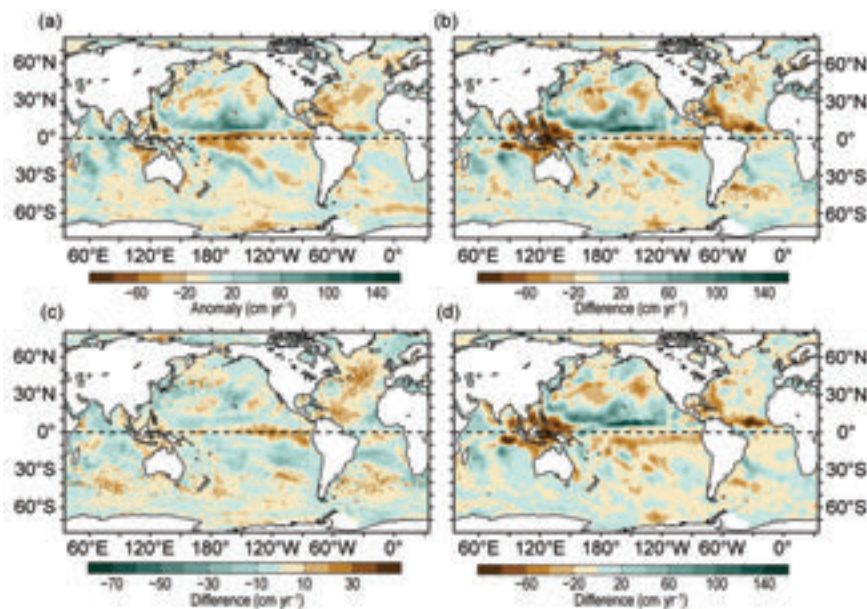 (a) (b)
60°N 60°N
30°N 30°N
0° 0°
30°S 30°S
60°S 60°S
60°E 120°E 180° 120°W 60°W 0° 60°E 120°E 180° 120°W 60°W 0°
−60 −20 20 60 100 140 −60 −20 20 60 100 140
Anomaly (cm yr⁻¹) Difference (cm yr⁻¹)
(c) (d)
60°N 60°N
30°N 30°N
0° 0°
30°S 30°S
60°S 60°S
60°E 120°E 180° 120°W 60°W 0° 60°E 120°E 180° 120°W 60°W 0°
−70 −50 −30 −10 10 30 −60 −20 20 60 100 140
Difference (cm yr⁻¹) Difference (cm yr⁻¹)